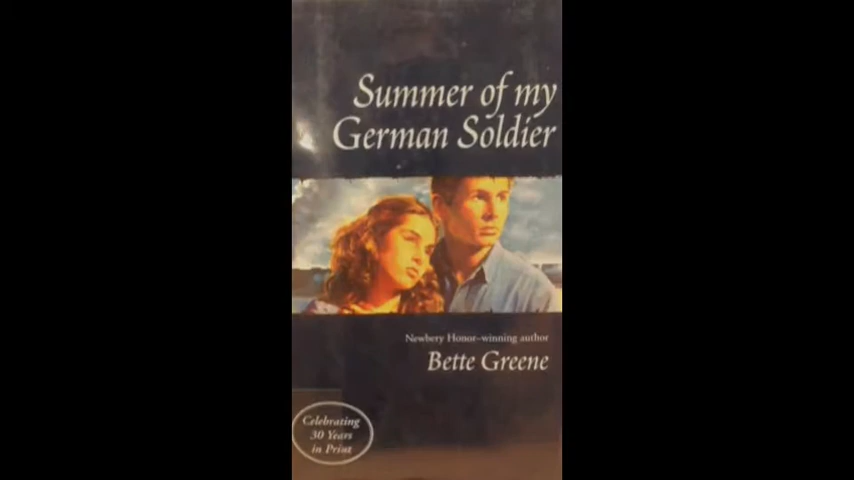 Summer of my
German Soldier
Newbery Honor–winning author
Bette Greene
Celebrating
30 Years
in Print